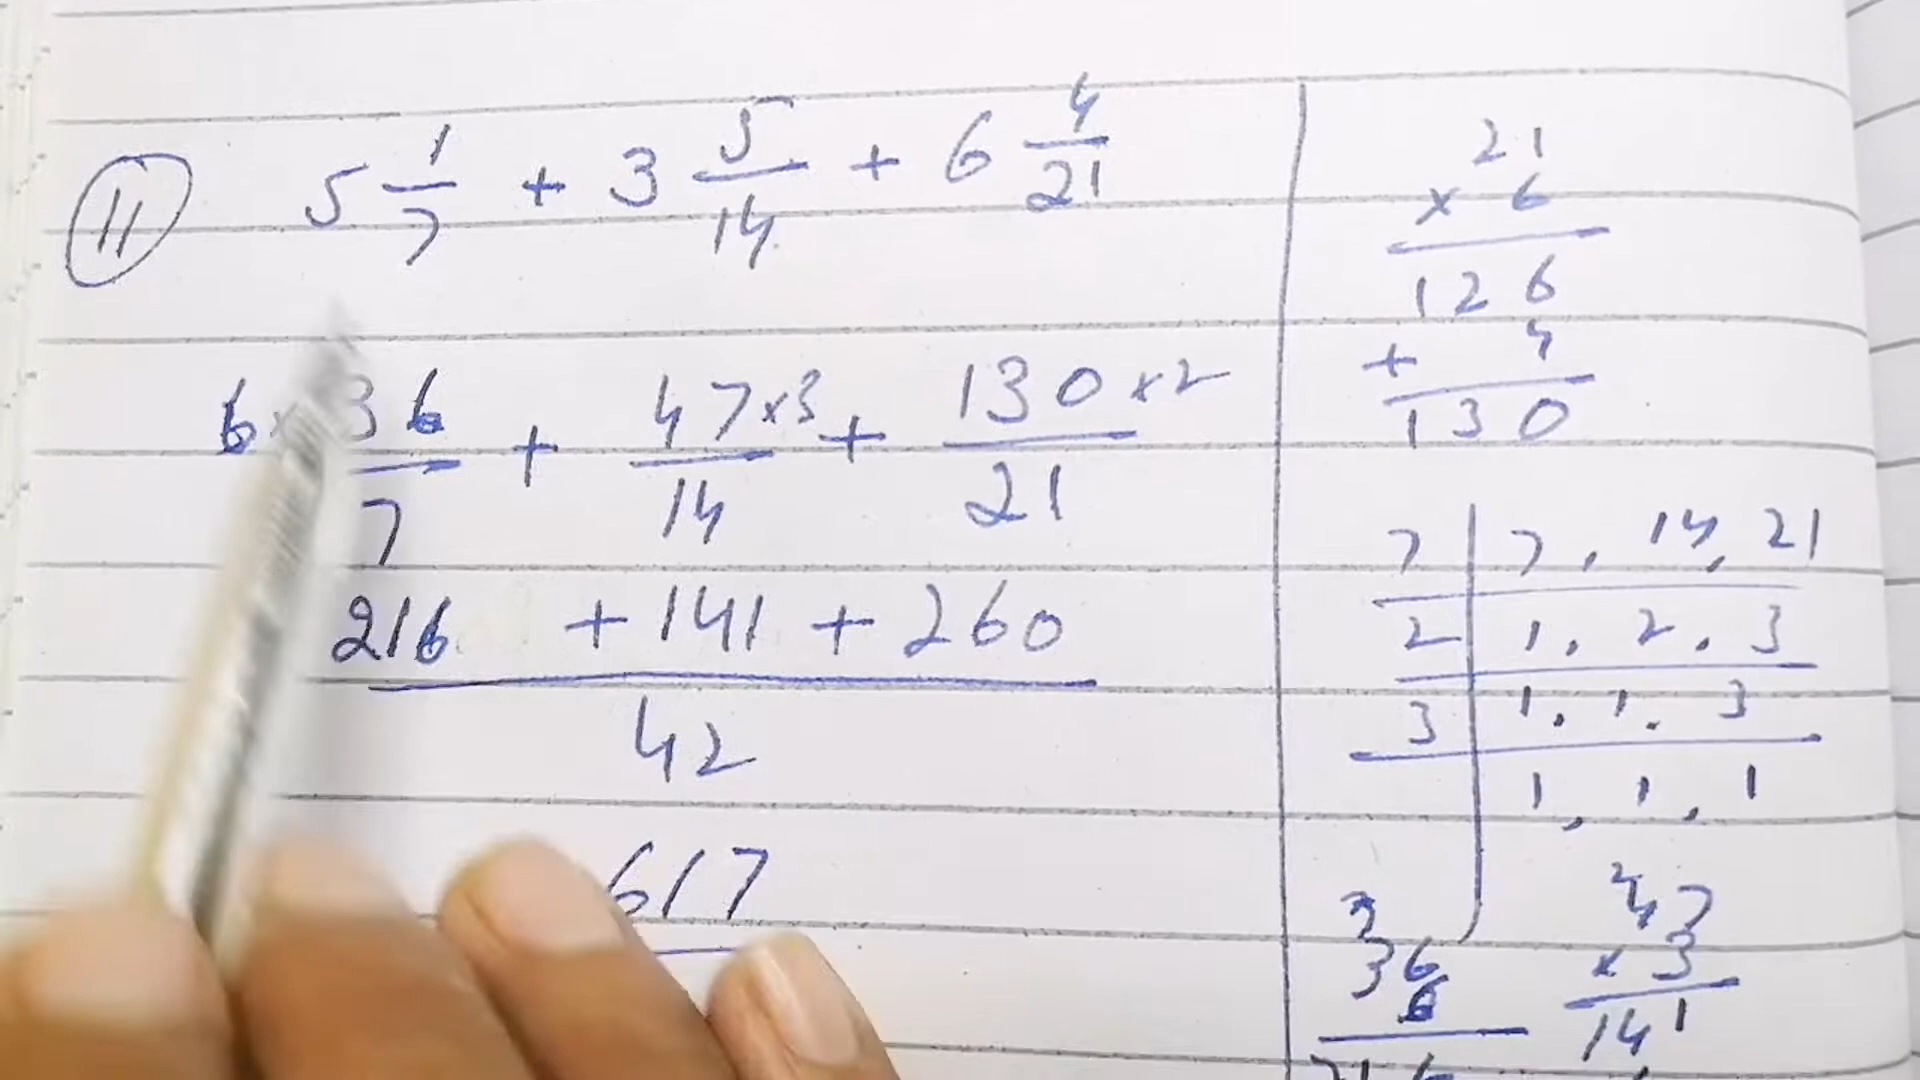 11 5 1/7 + 3 5/14 + 6 4/21
6 × 36/7 + 47 × 3/14 + 130 × 2/21
216 + 141 + 260
42
617
21
× 6
126
+ 4
130
7 | 7, 14, 21
2 | 1, 2, 3
3 | 1, 1, 3
1, 1, 1
3
36
6
2
47
× 3
141